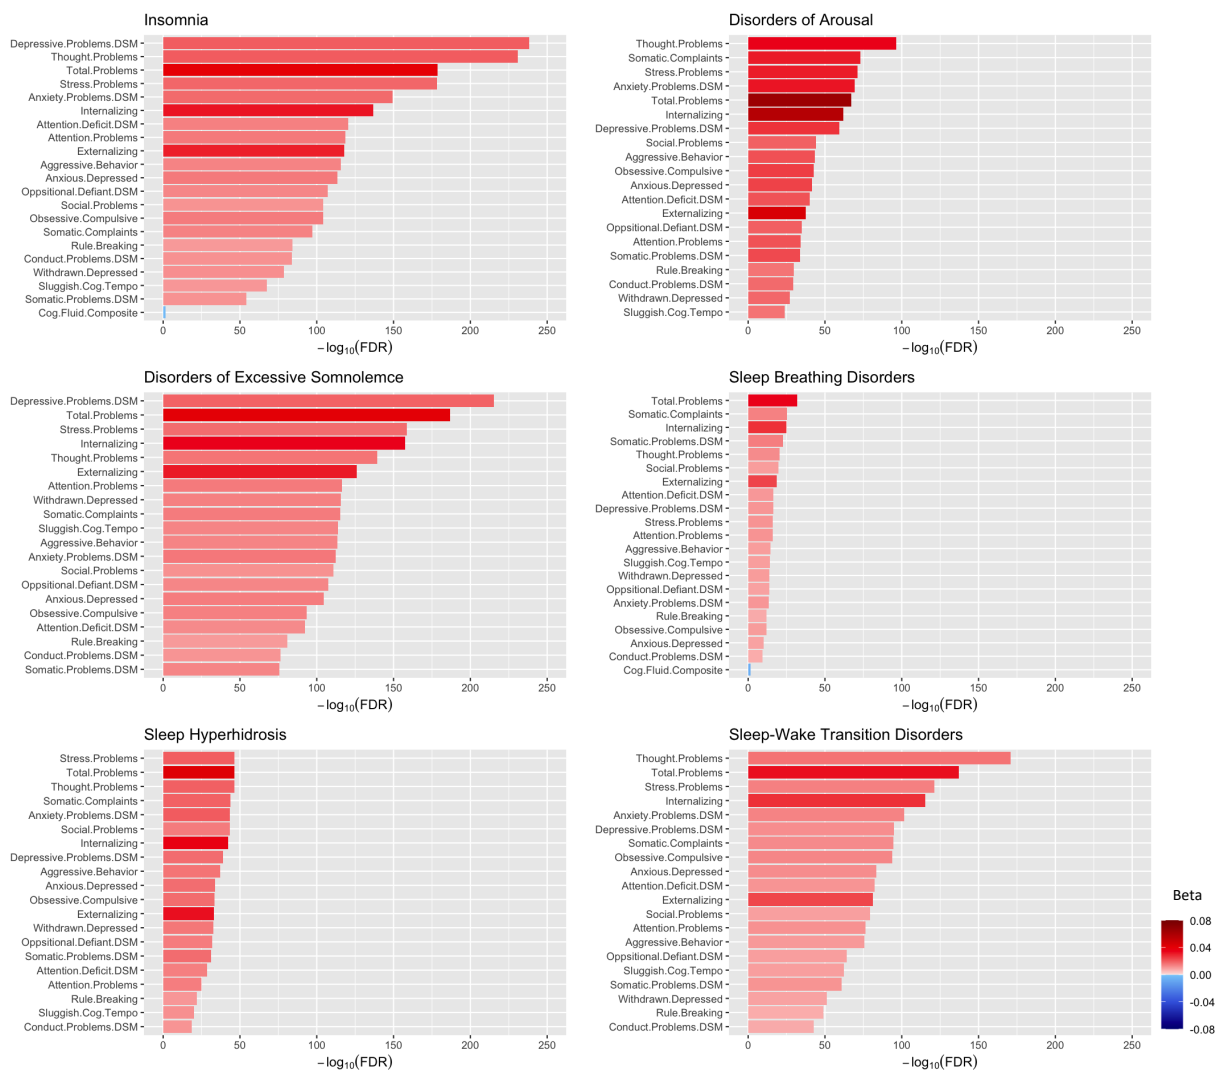 Insomnia
Depressive.Problems.DSM
Thought.Problems
Total.Problems
Stress.Problems
Anxiety.Problems.DSM
Internalizing
Attention.Deficit.DSM
Attention.Problems
Externalizing
Aggressive.Behavior
Anxious.Depressed
Oppsitional.Defiant.DSM
Social.Problems
Obsessive.Compulsive
Somatic.Complaints
Rule.Breaking
Conduct.Problems.DSM
Withdrawn.Depressed
Sluggish.Cog.Tempo
Somatic.Problems.DSM
Cog.Fluid.Composite
0 50 100 150 200 250
−log₁₀(FDR)
Disorders of Arousal
Thought.Problems
Somatic.Complaints
Stress.Problems
Anxiety.Problems.DSM
Total.Problems
Internalizing
Depressive.Problems.DSM
Social.Problems
Aggressive.Behavior
Obsessive.Compulsive
Anxious.Depressed
Attention.Deficit.DSM
Externalizing
Oppsitional.Defiant.DSM
Attention.Problems
Somatic.Problems.DSM
Rule.Breaking
Conduct.Problems.DSM
Withdrawn.Depressed
Sluggish.Cog.Tempo
0 50 100 150 200 250
−log₁₀(FDR)
Disorders of Excessive Somnolemce
Depressive.Problems.DSM
Total.Problems
Stress.Problems
Internalizing
Thought.Problems
Externalizing
Attention.Problems
Withdrawn.Depressed
Somatic.Complaints
Sluggish.Cog.Tempo
Aggressive.Behavior
Anxiety.Problems.DSM
Social.Problems
Oppsitional.Defiant.DSM
Anxious.Depressed
Obsessive.Compulsive
Attention.Deficit.DSM
Rule.Breaking
Conduct.Problems.DSM
Somatic.Problems.DSM
0 50 100 150 200 250
−log₁₀(FDR)
Sleep Breathing Disorders
Total.Problems
Somatic.Complaints
Internalizing
Somatic.Problems.DSM
Thought.Problems
Social.Problems
Externalizing
Attention.Deficit.DSM
Depressive.Problems.DSM
Stress.Problems
Attention.Problems
Aggressive.Behavior
Sluggish.Cog.Tempo
Withdrawn.Depressed
Oppsitional.Defiant.DSM
Anxiety.Problems.DSM
Rule.Breaking
Obsessive.Compulsive
Anxious.Depressed
Conduct.Problems.DSM
Cog.Fluid.Composite
0 50 100 150 200 250
−log₁₀(FDR)
Sleep Hyperhidrosis
Stress.Problems
Total.Problems
Thought.Problems
Somatic.Complaints
Anxiety.Problems.DSM
Social.Problems
Internalizing
Depressive.Problems.DSM
Aggressive.Behavior
Anxious.Depressed
Obsessive.Compulsive
Externalizing
Withdrawn.Depressed
Oppsitional.Defiant.DSM
Somatic.Problems.DSM
Attention.Deficit.DSM
Attention.Problems
Rule.Breaking
Sluggish.Cog.Tempo
Conduct.Problems.DSM
0 50 100 150 200 250
−log₁₀(FDR)
Sleep-Wake Transition Disorders
Thought.Problems
Total.Problems
Stress.Problems
Internalizing
Anxiety.Problems.DSM
Depressive.Problems.DSM
Somatic.Complaints
Obsessive.Compulsive
Anxious.Depressed
Attention.Deficit.DSM
Externalizing
Social.Problems
Attention.Problems
Aggressive.Behavior
Oppsitional.Defiant.DSM
Sluggish.Cog.Tempo
Somatic.Problems.DSM
Withdrawn.Depressed
Rule.Breaking
Conduct.Problems.DSM
0 50 100 150 200 250
−log₁₀(FDR)
Beta
0.08
0.04
0.00
-0.04
-0.08